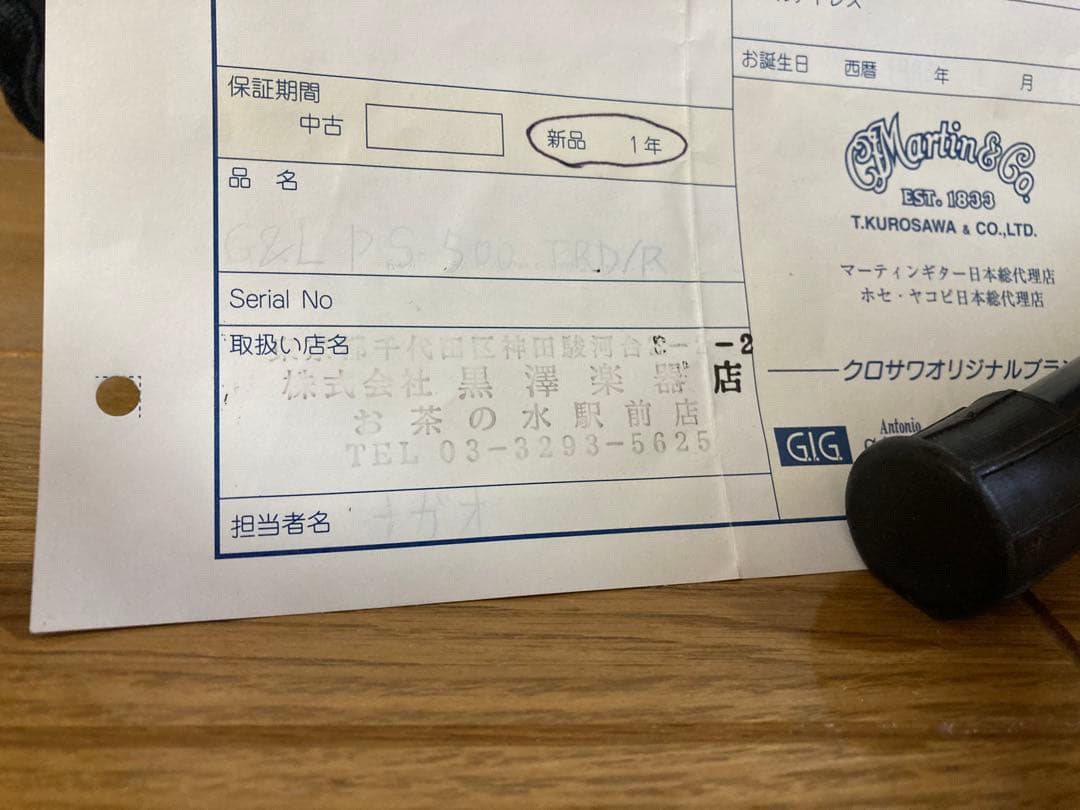 保証期間
中古
新品 1年
品 名
G&L P.S 500 TRD/R
Serial No
取扱い店名
都千代田区神田駿河台 -2
株式会社 黒澤楽器店
お茶の水駅前店
TEL 03-3293-5625
担当者名
ナガオ
お誕生日 西暦 年 月
CF Martin & Co.
EST. 1833
T.KUROSAWA & CO.,LTD.
マーティンギター日本総代理店
ホセ・ヤコピ日本総代理店
クロサワオリジナルブラ
G.I.G.
Antonio